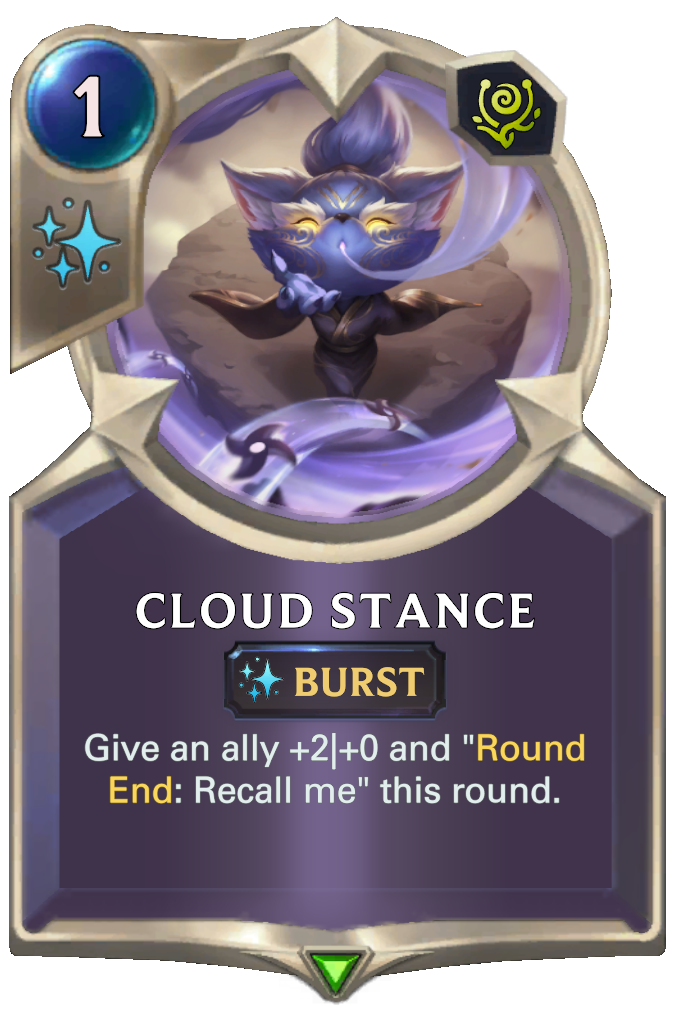 1
CLOUD STANCE
BURST
Give an ally +2|+0 and "Round
End: Recall me" this round.